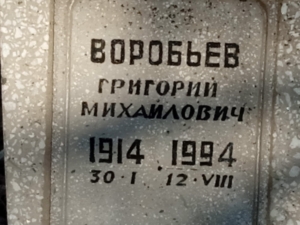 ВОРОБЬЕВ
ГРИГОРИЙ
МИХАЙЛОВИЧ
1914 . 1994
30 - I 12 - VIII